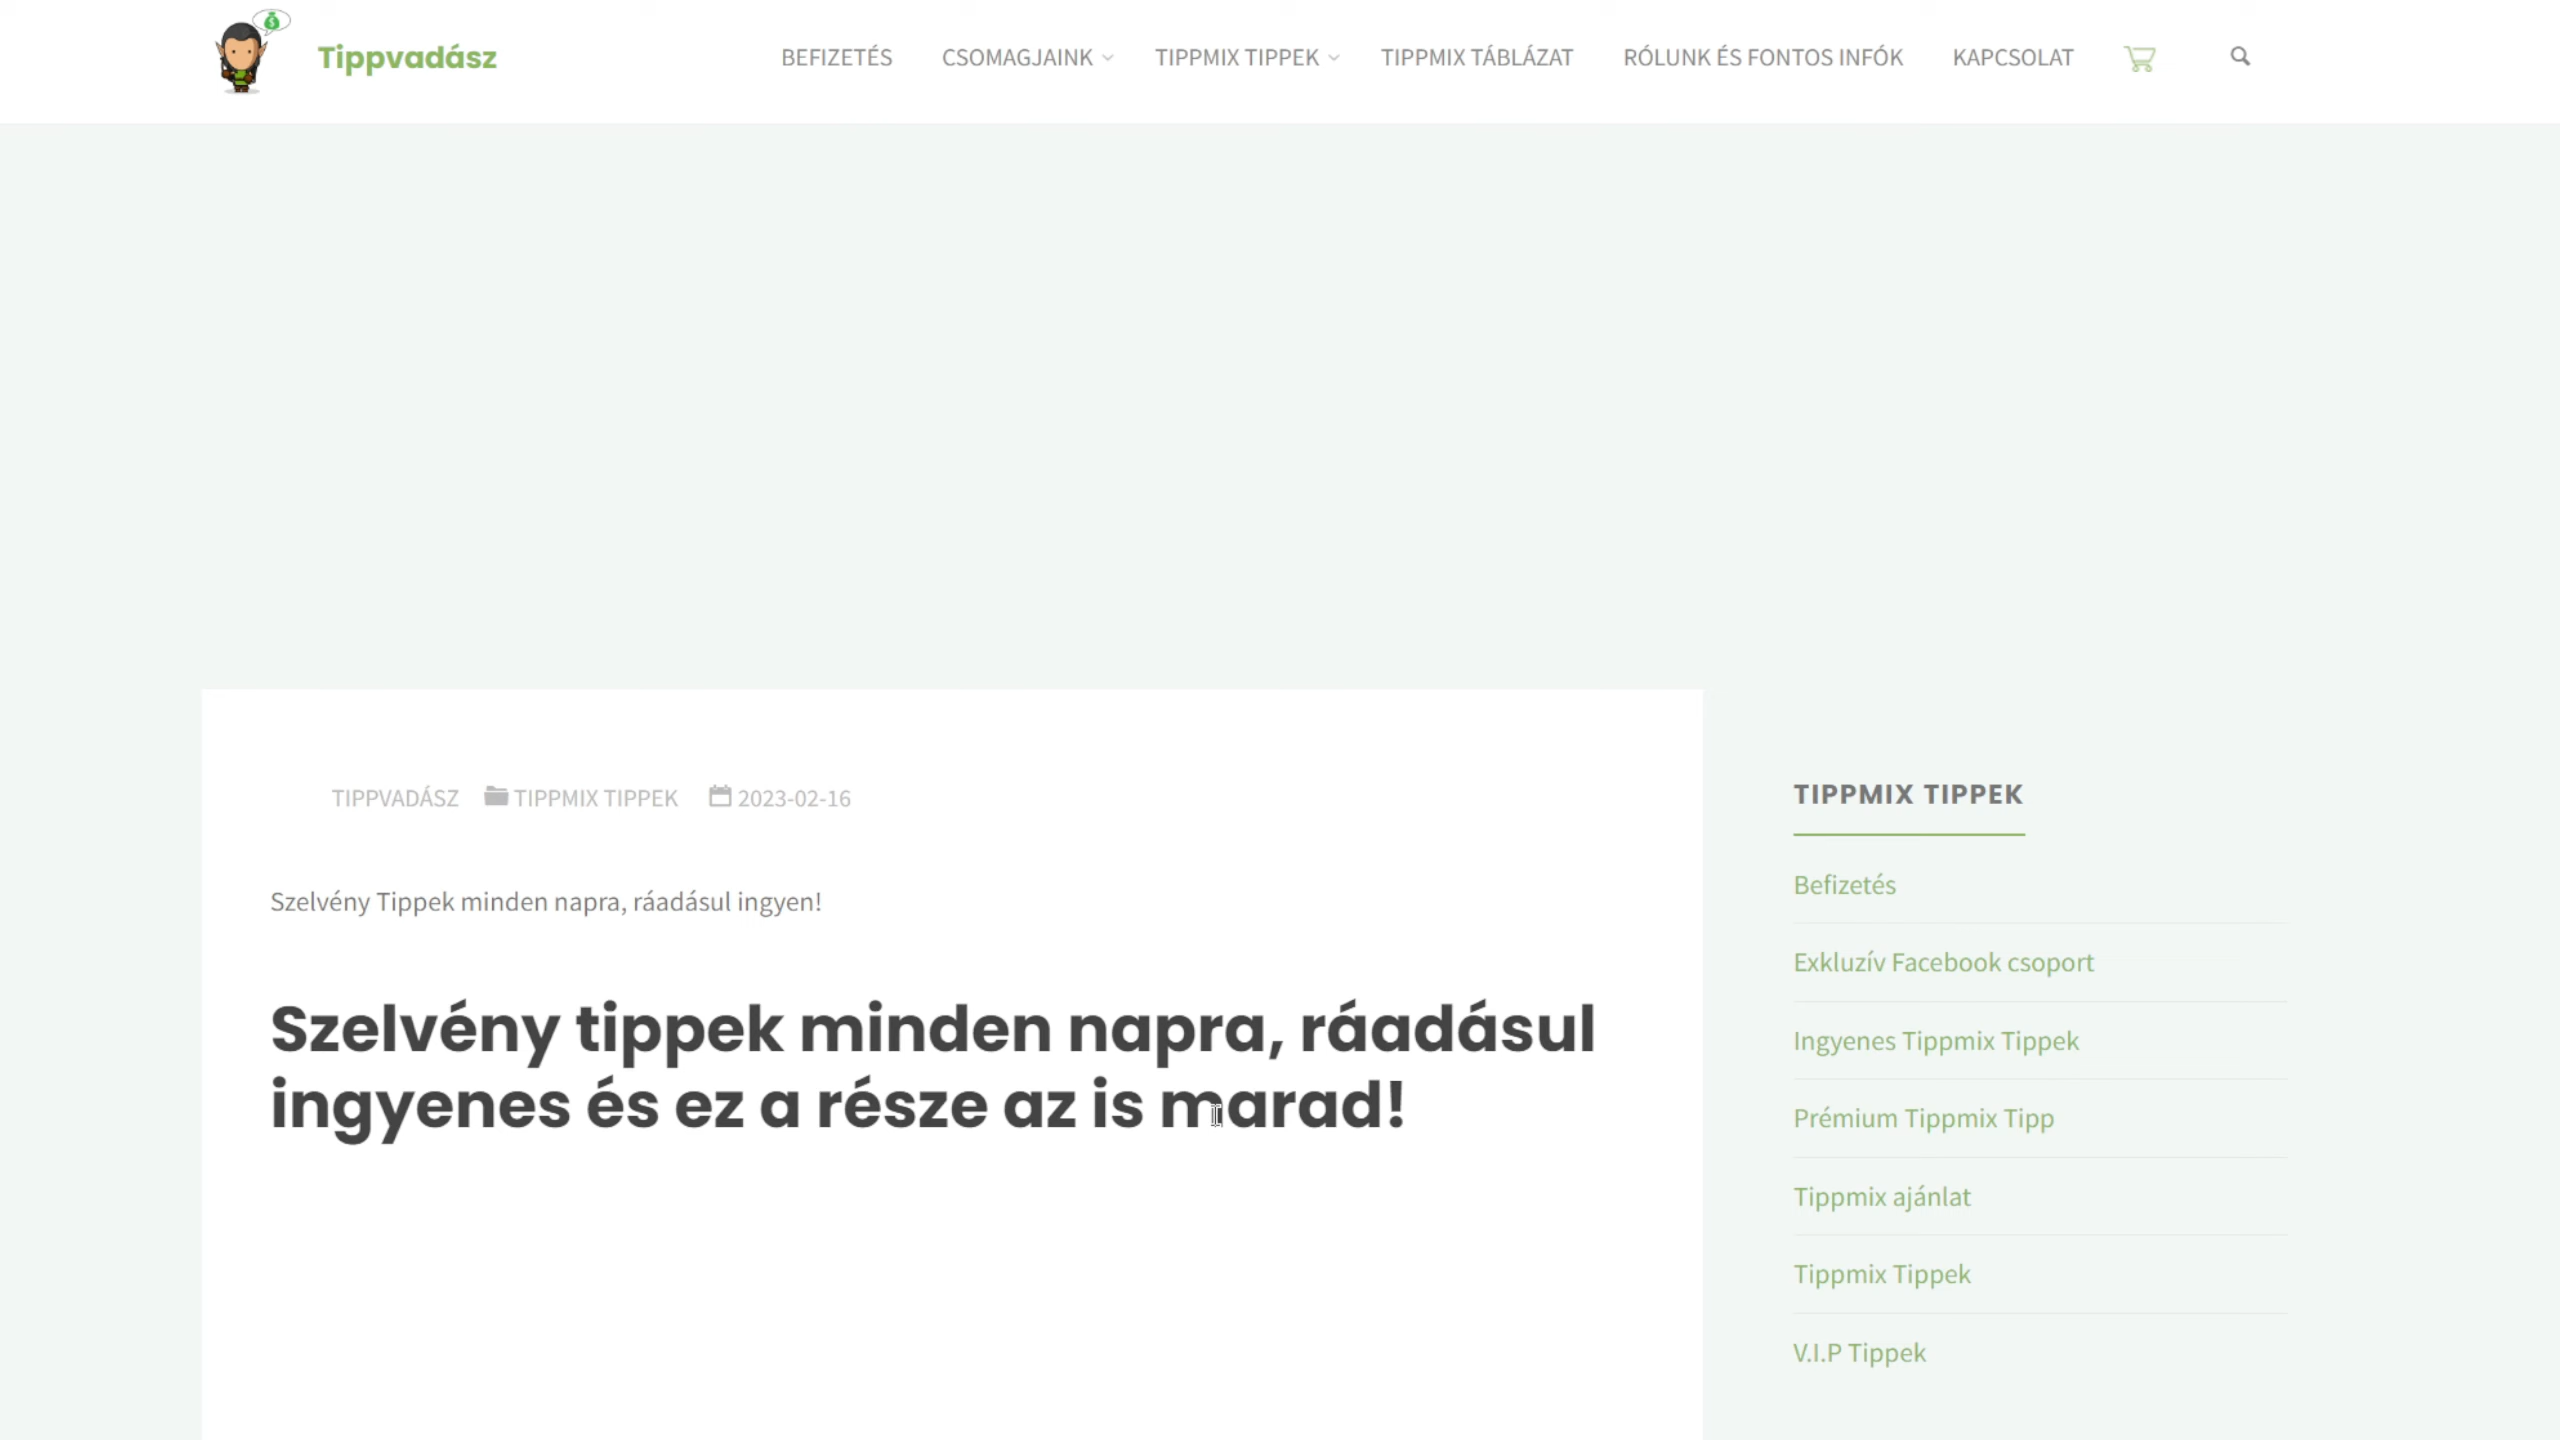 Tippvadász
BEFIZETÉS
CSOMAGJAINK
TIPPMIX TIPPEK
TIPPMIX TÁBLÁZAT
RÓLUNK ÉS FONTOS INFÓK
KAPCSOLAT
TIPPVADÁSZ TIPPMIX TIPPEK 2023-02-16
Szelvény Tippek minden napra, ráadásul ingyen!
Szelvény tippek minden napra, ráadásul
ingyenes és ez a része az is marad!
TIPPMIX TIPPEK
Befizetés
Exkluzív Facebook csoport
Ingyenes Tippmix Tippek
Prémium Tippmix Tipp
Tippmix ajánlat
Tippmix Tippek
V.I.P Tippek